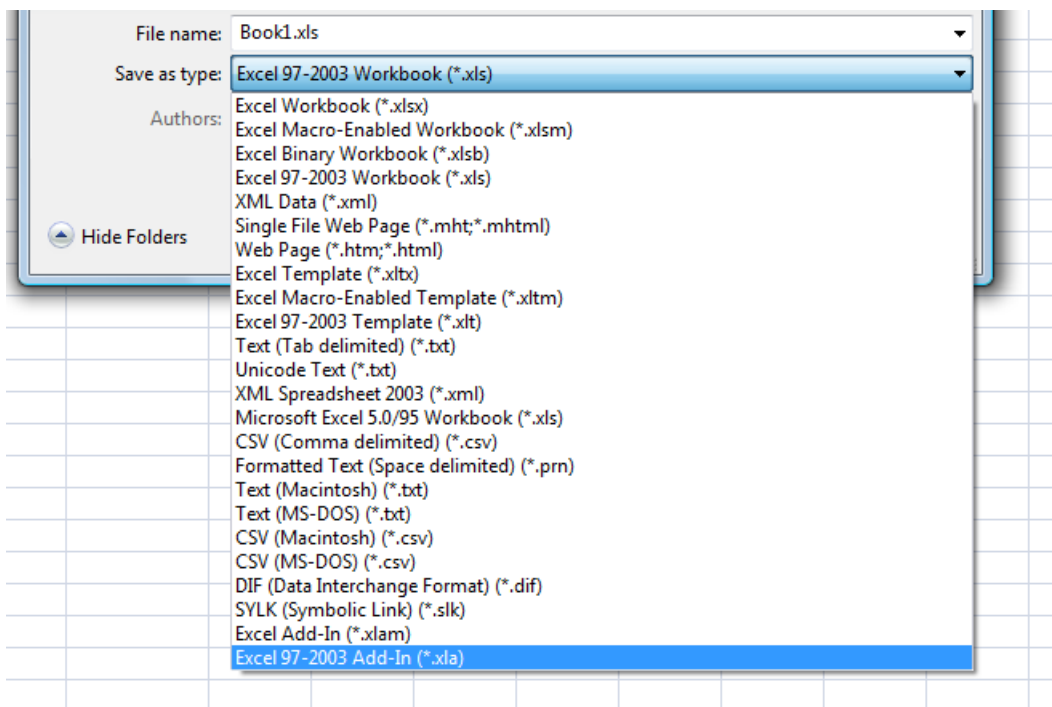 File name: Book1.xls
Save as type: Excel 97-2003 Workbook (*.xls)
Authors:
Excel Workbook (*.xlsx)
Excel Macro-Enabled Workbook (*.xlsm)
Excel Binary Workbook (*.xlsb)
Excel 97-2003 Workbook (*.xls)
XML Data (*.xml)
Single File Web Page (*.mht;*.mhtml)
Hide Folders
Web Page (*.htm;*.html)
Excel Template (*.xltx)
Excel Macro-Enabled Template (*.xltm)
Excel 97-2003 Template (*.xlt)
Text (Tab delimited) (*.txt)
Unicode Text (*.txt)
XML Spreadsheet 2003 (*.xml)
Microsoft Excel 5.0/95 Workbook (*.xls)
CSV (Comma delimited) (*.csv)
Formatted Text (Space delimited) (*.prn)
Text (Macintosh) (*.txt)
Text (MS-DOS) (*.txt)
CSV (Macintosh) (*.csv)
CSV (MS-DOS) (*.csv)
DIF (Data Interchange Format) (*.dif)
SYLK (Symbolic Link) (*.slk)
Excel Add-In (*.xlam)
Excel 97-2003 Add-In (*.xla)